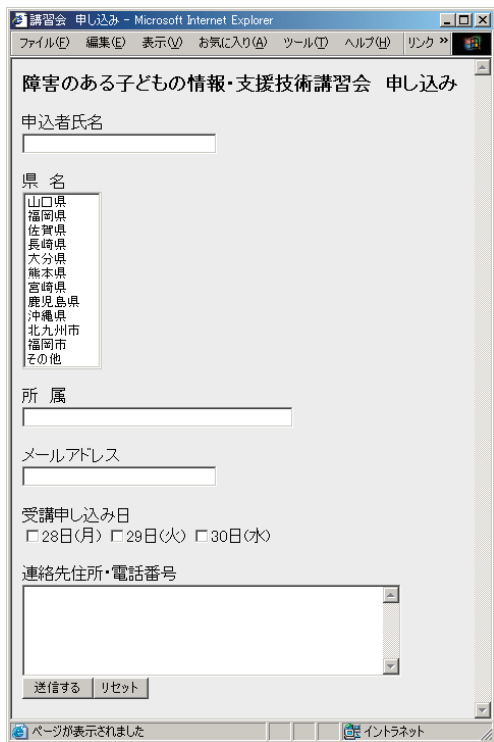 講習会 申し込み - Microsoft Internet Explorer
ファイル(F) 編集(E) 表示(V) お気に入り(A) ツール(T) ヘルプ(H) リンク »
障害のある子どもの情報・支援技術講習会 申し込み
申込者氏名
県 名
山口県
福岡県
佐賀県
長崎県
大分県
熊本県
宮崎県
鹿児島県
沖縄県
北九州市
福岡市
その他
所 属
メールアドレス
受講申し込み日
28日(月) 29日(火) 30日(水)
連絡先住所・電話番号
送信する リセット
ページが表示されました イントラネット